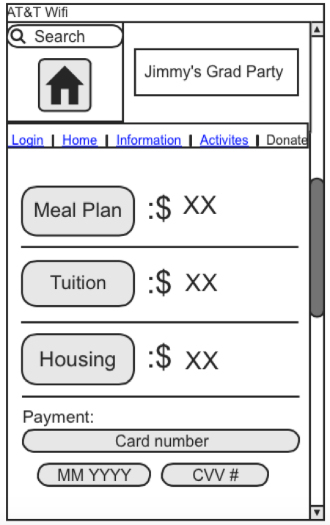 AT&T Wifi
Search
Jimmy's Grad Party
Login | Home | Information | Activites | Donate
Meal Plan :$ XX
Tuition :$ XX
Housing :$ XX
Payment:
Card number
MM YYYY CVV #